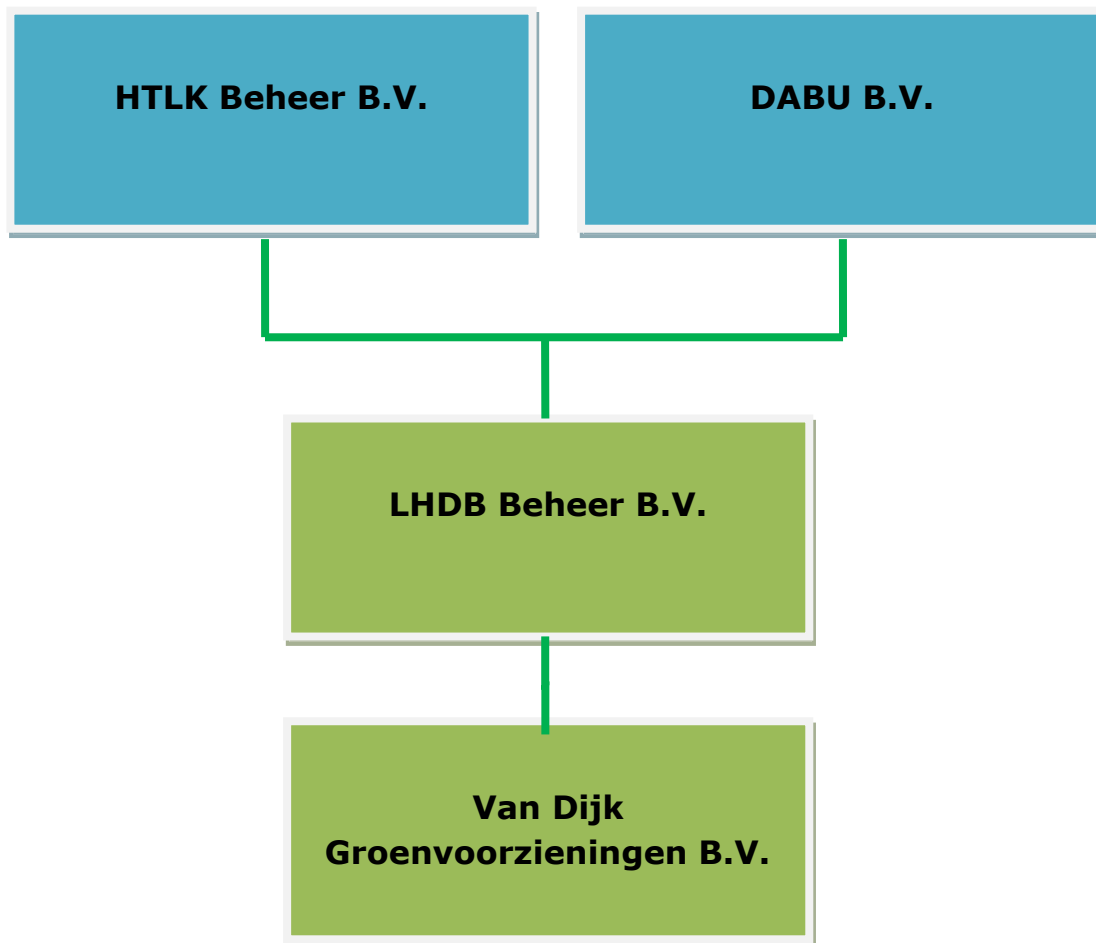 HTLK Beheer B.V.
DABU B.V.
LHDB Beheer B.V.
Van Dijk
Groenvoorzieningen B.V.